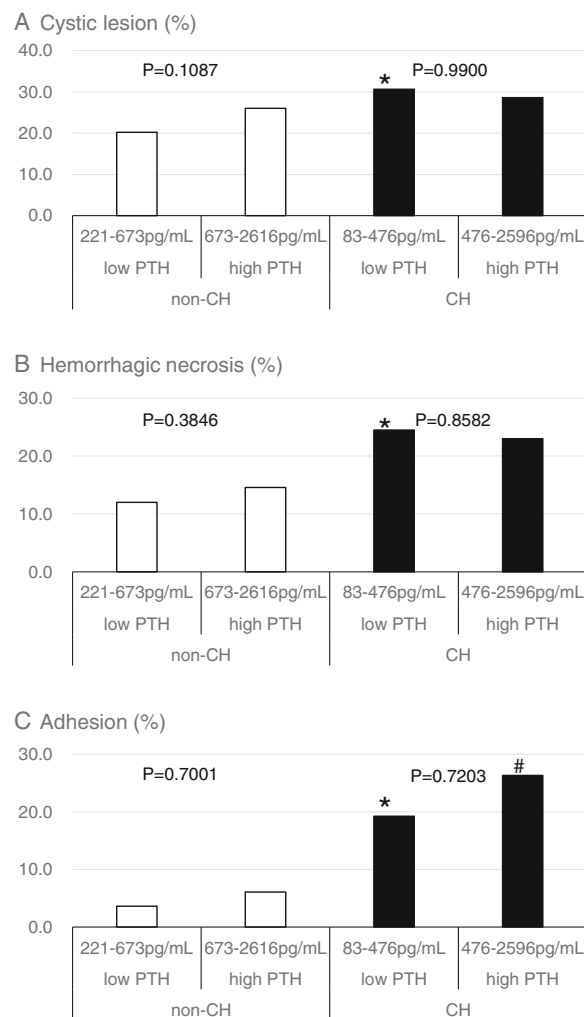 A Cystic lesion (%)
40.0
P=0.1087 * P=0.9900
30.0
20.0
10.0
0.0
221-673pg/mL 673-2616pg/mL 83-476pg/mL 476-2596pg/mL
low PTH high PTH low PTH high PTH
non-CH CH
B Hemorrhagic necrosis (%)
30.0
P=0.3846 * P=0.8582
20.0
10.0
0.0
221-673pg/mL 673-2616pg/mL 83-476pg/mL 476-2596pg/mL
low PTH high PTH low PTH high PTH
non-CH CH
C Adhesion (%)
30.0
P=0.7001 * P=0.7203 #
20.0
10.0
0.0
221-673pg/mL 673-2616pg/mL 83-476pg/mL 476-2596pg/mL
low PTH high PTH low PTH high PTH
non-CH CH